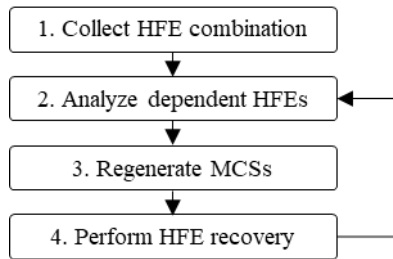 1. Collect HFE combination
2. Analyze dependent HFEs
3. Regenerate MCSs
4. Perform HFE recovery